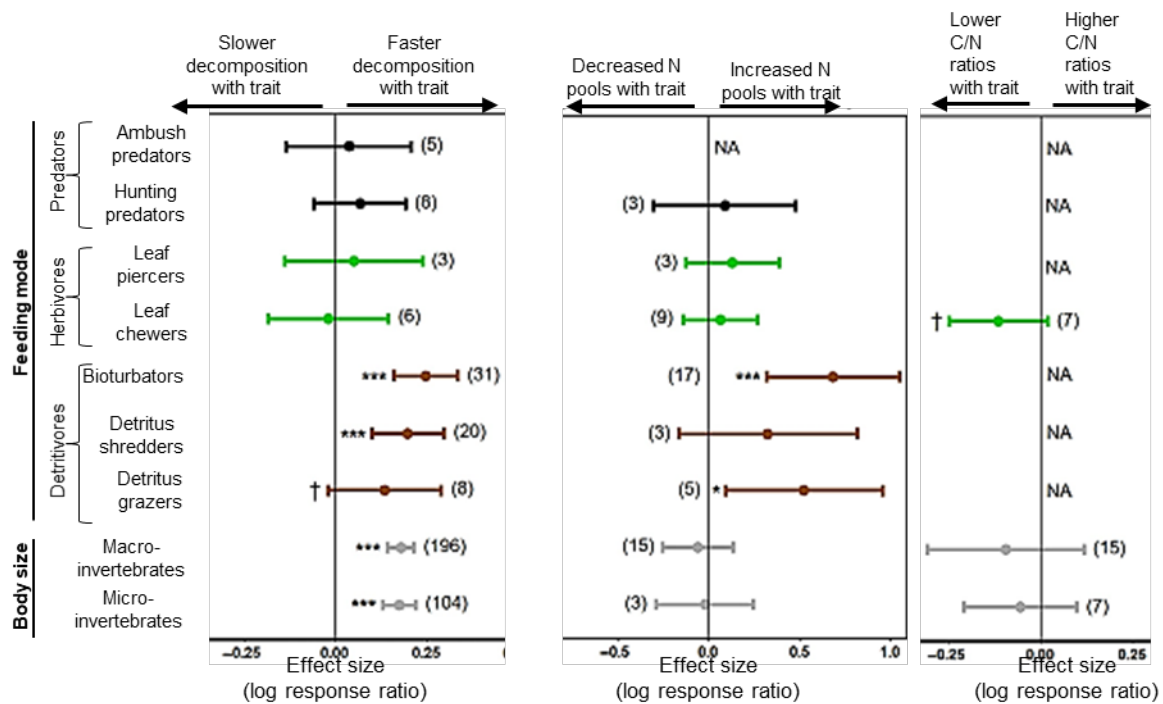 Slower
decomposition
with trait
Faster
decomposition
with trait
Decreased N
pools with trait
Increased N
pools with trait
Lower
C/N
ratios
with trait
Higher
C/N
ratios
with trait
Feeding mode
Predators
Ambush
predators
(5)
NA
NA
Hunting
predators
(8)
(3)
NA
Herbivores
Leaf
piercers
(3)
(3)
NA
Leaf
chewers
(6)
(9)
† (7)
Detritivores
Bioturbators
*** (31)
(17) ***
NA
Detritus
shredders
*** (20)
(3)
NA
Detritus
grazers
† (8)
(5) *
NA
Body size
Macro-
invertebrates
*** (196)
(15)
(15)
Micro-
invertebrates
*** (104)
(3)
(7)
−0.25 0.00 0.25
Effect size
(log response ratio)
−0.5 0.0 0.5 1.0
Effect size
(log response ratio)
−0.25 0.00 0.25
Effect size
(log response ratio)